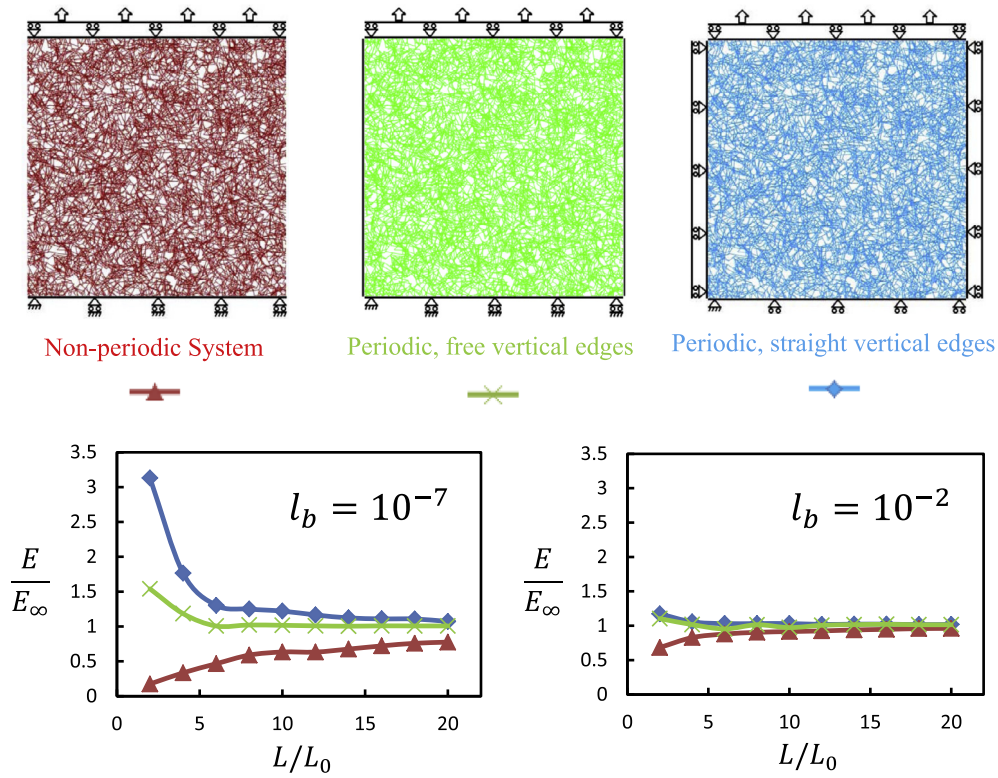 Non-periodic System
Periodic, free vertical edges
Periodic, straight vertical edges
3.5
3
2.5
2
1.5
1
0.5
0
0 5 10 15 20
E/E∞
L/L₀
l_b = 10⁻⁷
3.5
3
2.5
2
1.5
1
0.5
0
0 5 10 15 20
E/E∞
L/L₀
l_b = 10⁻²